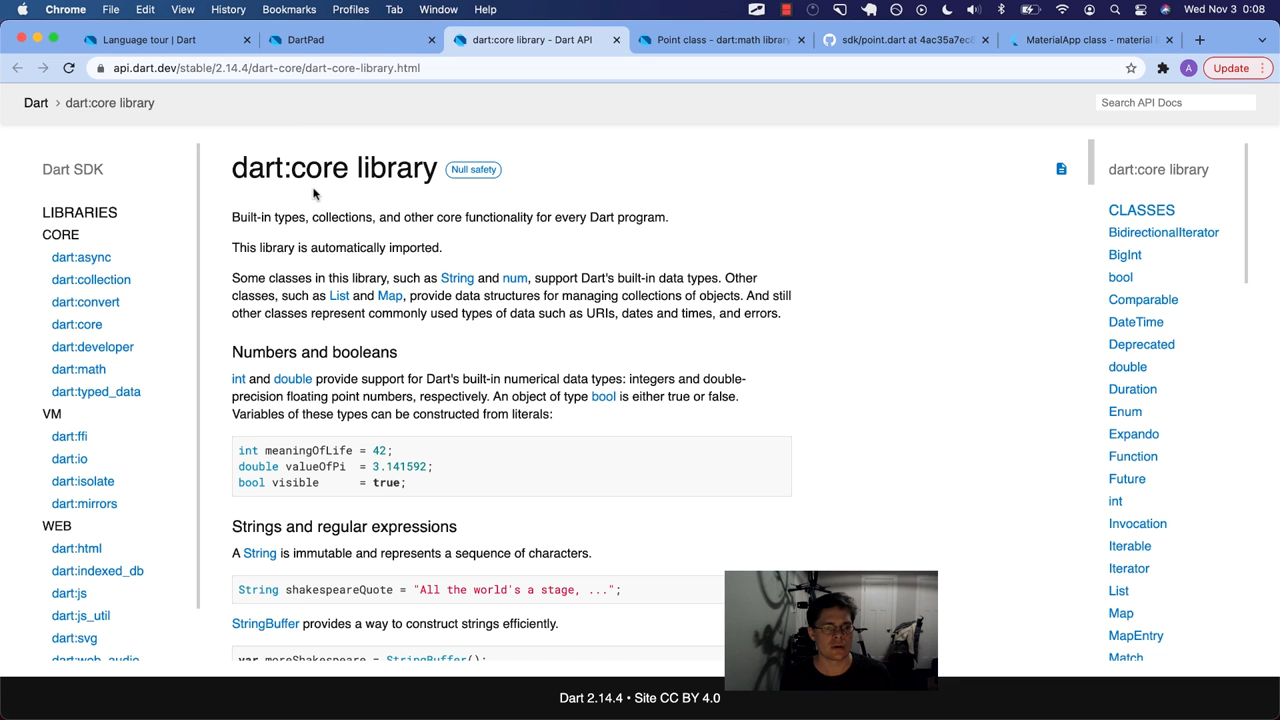 Chrome File Edit View History Bookmarks Profiles Tab Window Help Wed Nov 3 0:08
Language tour | Dart
DartPad
dart:core library - Dart API
Point class - dart:math library
sdk/point.dart at 4ac35a7ec
MaterialApp class - material l
api.dart.dev/stable/2.14.4/dart-core/dart-core-library.html
A
Update
Dart > dart:core library
Search API Docs
Dart SDK
LIBRARIES
CORE
dart:async
dart:collection
dart:convert
dart:core
dart:developer
dart:math
dart:typed_data
VM
dart:ffi
dart:io
dart:isolate
dart:mirrors
WEB
dart:html
dart:indexed_db
dart:js
dart:js_util
dart:svg
dart:web_audio
dart:core library Null safety
Built-in types, collections, and other core functionality for every Dart program.
This library is automatically imported.
Some classes in this library, such as String and num, support Dart's built-in data types. Other
classes, such as List and Map, provide data structures for managing collections of objects. And still
other classes represent commonly used types of data such as URIs, dates and times, and errors.
Numbers and booleans
int and double provide support for Dart's built-in numerical data types: integers and double-
precision floating point numbers, respectively. An object of type bool is either true or false.
Variables of these types can be constructed from literals:
int meaningOfLife = 42;
double valueOfPi = 3.141592;
bool visible = true;
Strings and regular expressions
A String is immutable and represents a sequence of characters.
String shakespeareQuote = "All the world's a stage, ...";
StringBuffer provides a way to construct strings efficiently.
var moreShakespeare = StringBuffer();
dart:core library
CLASSES
BidirectionalIterator
BigInt
bool
Comparable
DateTime
Deprecated
double
Duration
Enum
Expando
Function
Future
int
Invocation
Iterable
Iterator
List
Map
MapEntry
Match
Dart 2.14.4 • Site CC BY 4.0